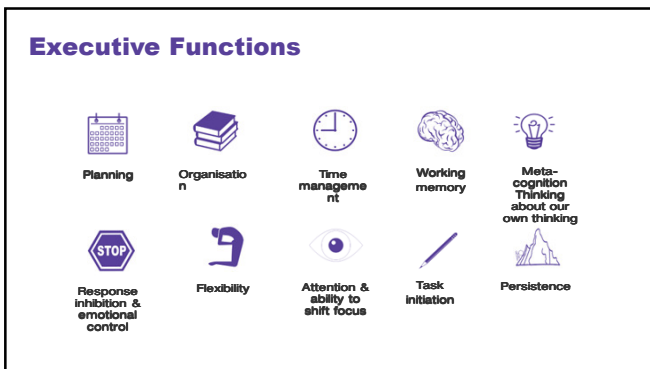 Executive Functions
Planning
Organisatio
n
Time
manageme
nt
Working
memory
Meta-
cognition
Thinking
about our
own thinking
STOP
Response
inhibition &
emotional
control
Flexibility
Attention &
ability to
shift focus
Task
initiation
Persistence